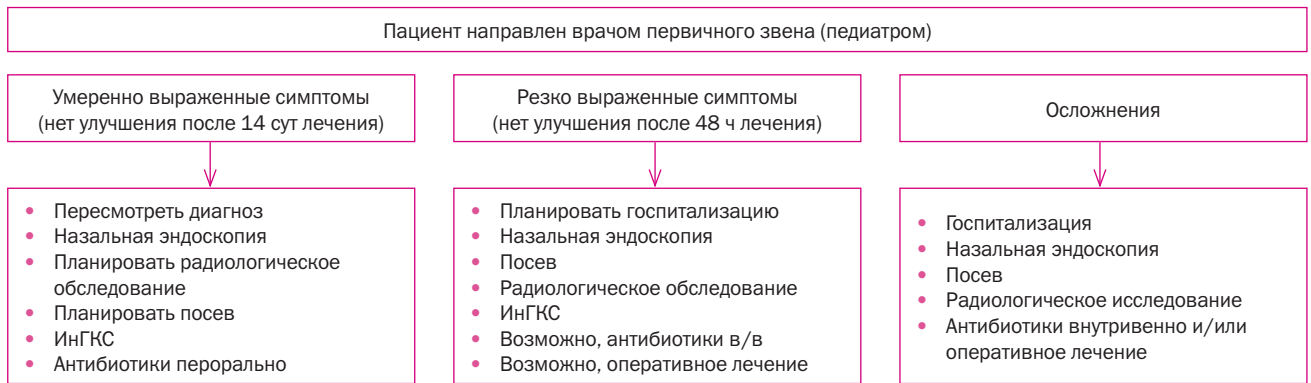 Пациент направлен врачом первичного звена (педиатром)
Умеренно выраженные симптомы
(нет улучшения после 14 сут лечения)
Резко выраженные симптомы
(нет улучшения после 48 ч лечения)
Осложнения
• Пересмотреть диагноз
• Назальная эндоскопия
• Планировать радиологическое
обследование
• Планировать посев
• ИнГКС
• Антибиотики перорально
• Планировать госпитализацию
• Назальная эндоскопия
• Посев
• Радиологическое обследование
• ИнГКС
• Возможно, антибиотики в/в
• Возможно, оперативное лечение
• Госпитализация
• Назальная эндоскопия
• Посев
• Радиологическое исследование
• Антибиотики внутривенно и/или
оперативное лечение